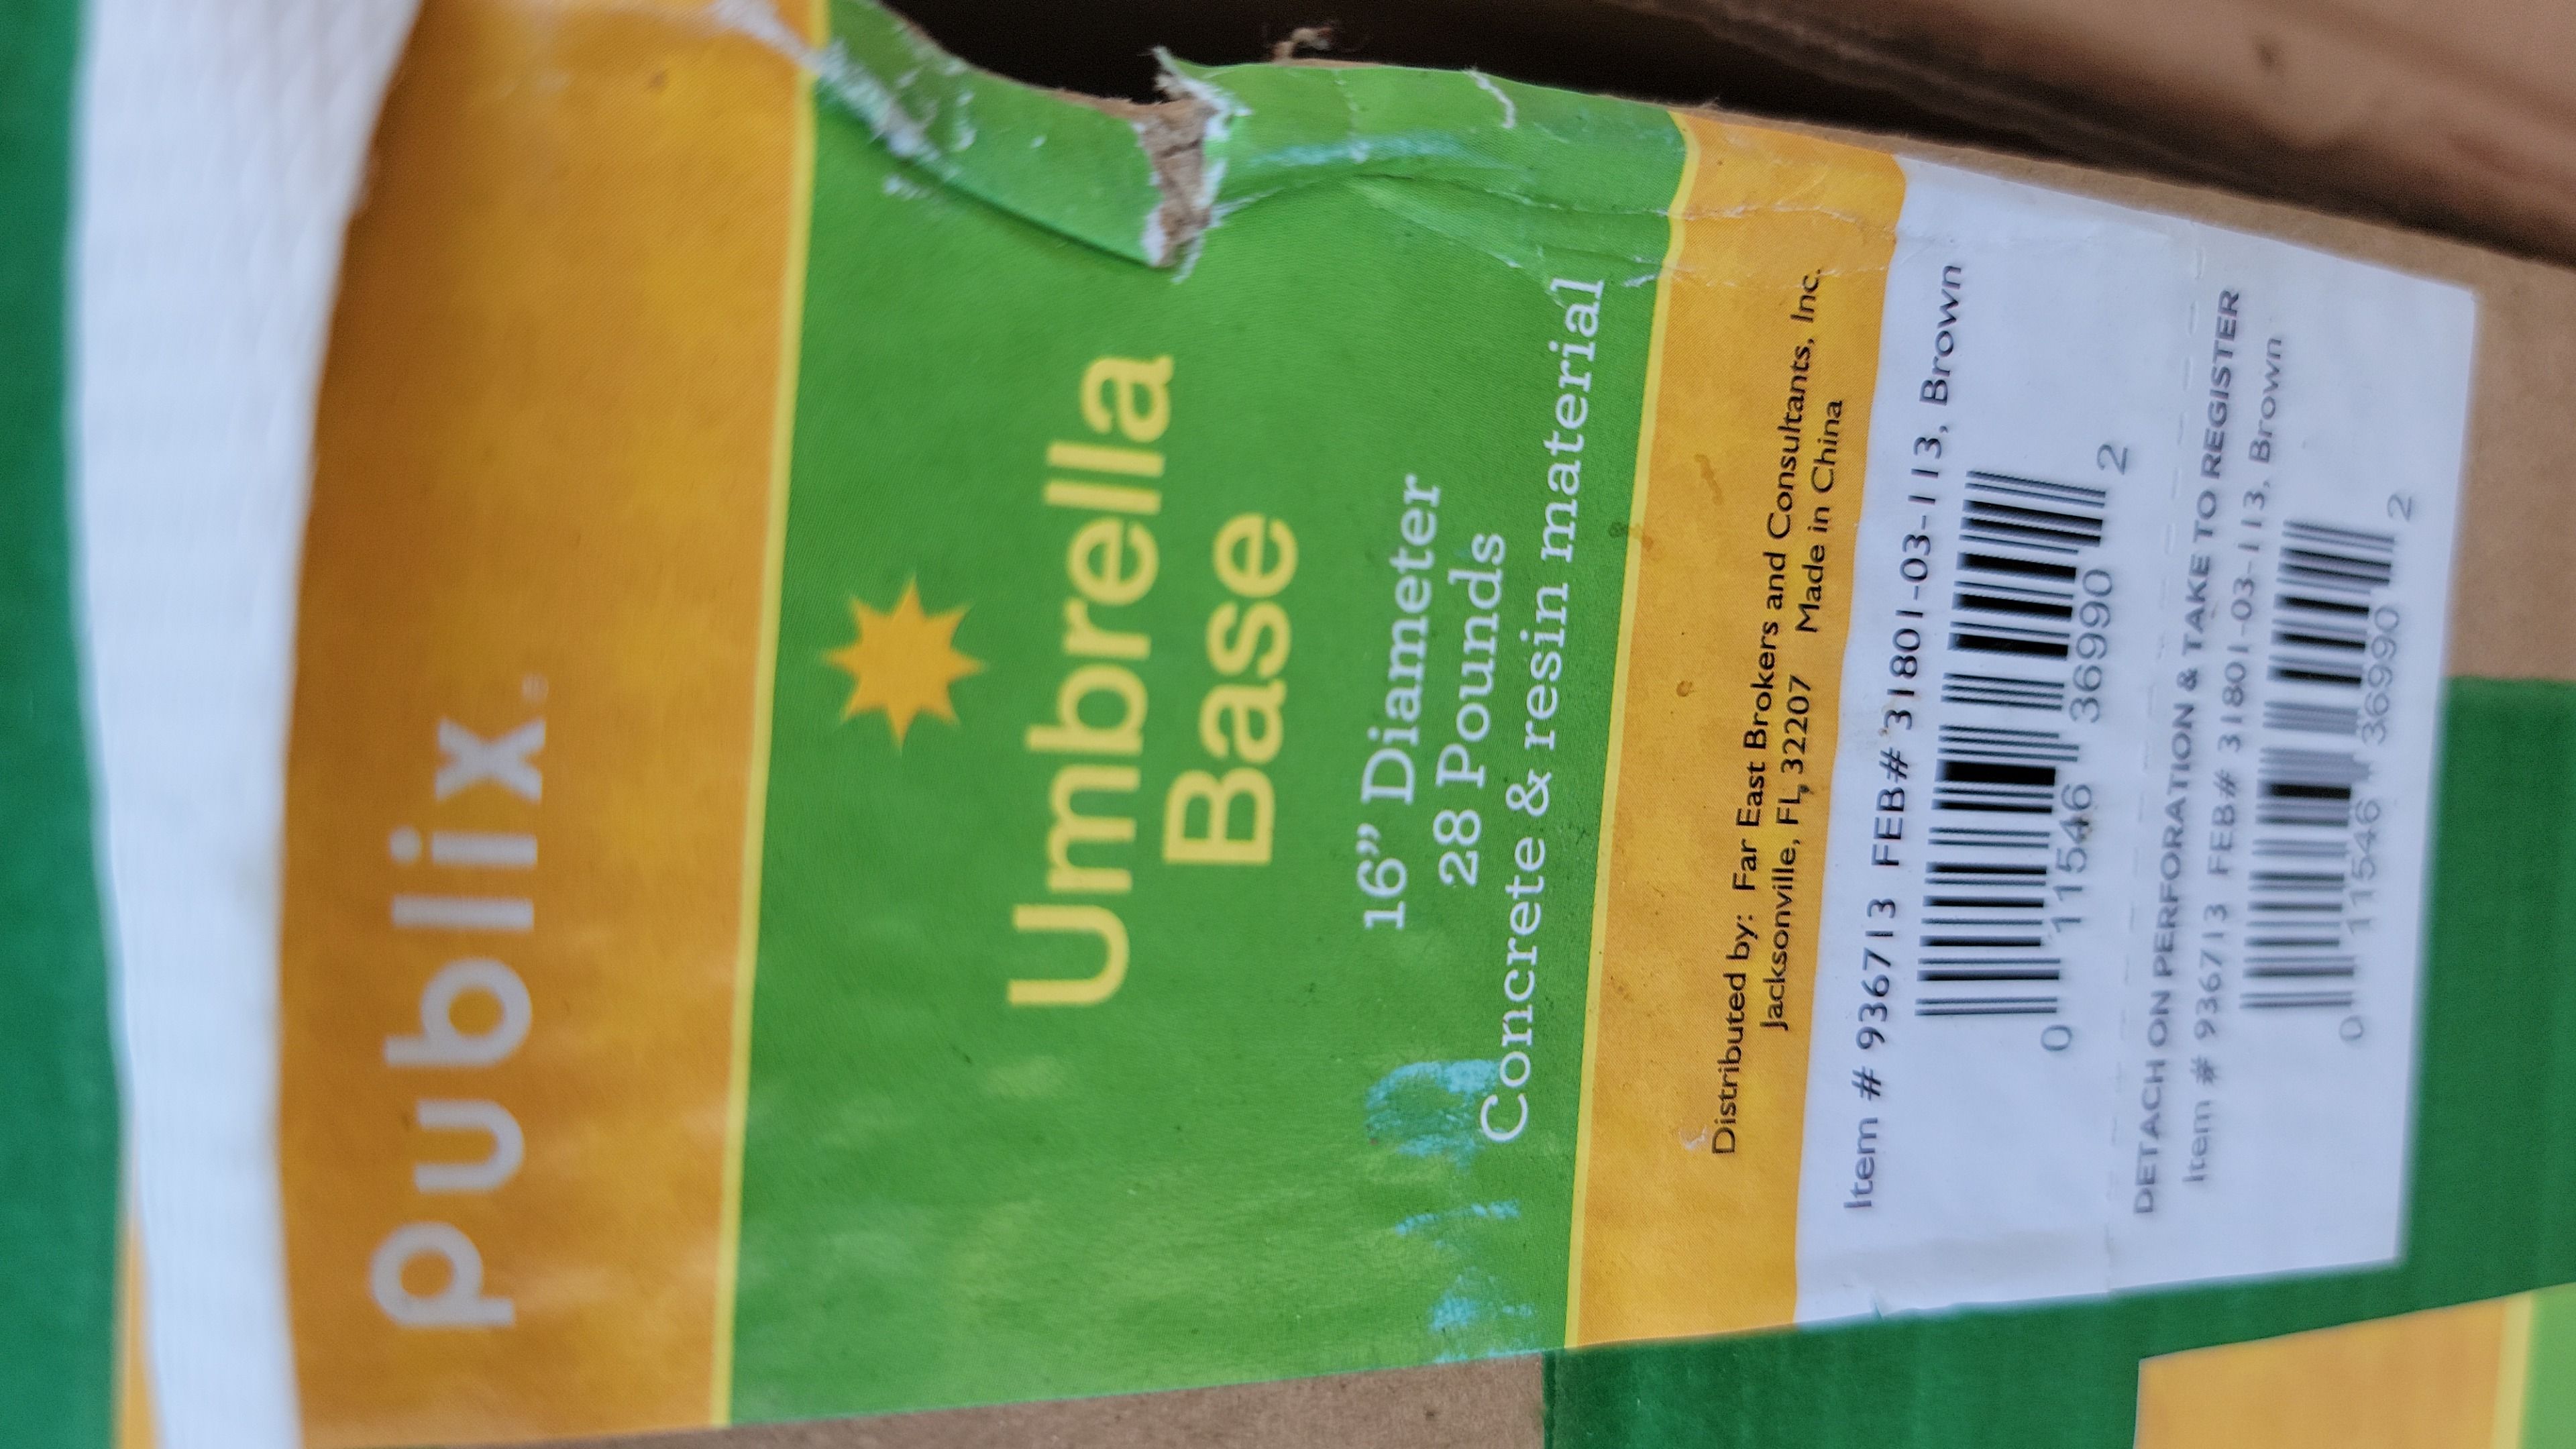 publix®
Umbrella
Base
16” Diameter
28 Pounds
Concrete & resin material
Distributed by: Far East Brokers and Consultants, Inc.
Jacksonville, FL, 32207 Made in China
Item # 936713 FEB# 31801-03-113, Brown
0 11546 36990 2
DETACH ON PERFORATION & TAKE TO REGISTER
Item # 936713 FEB# 31801-03-113, Brown
0 11546 36990 2